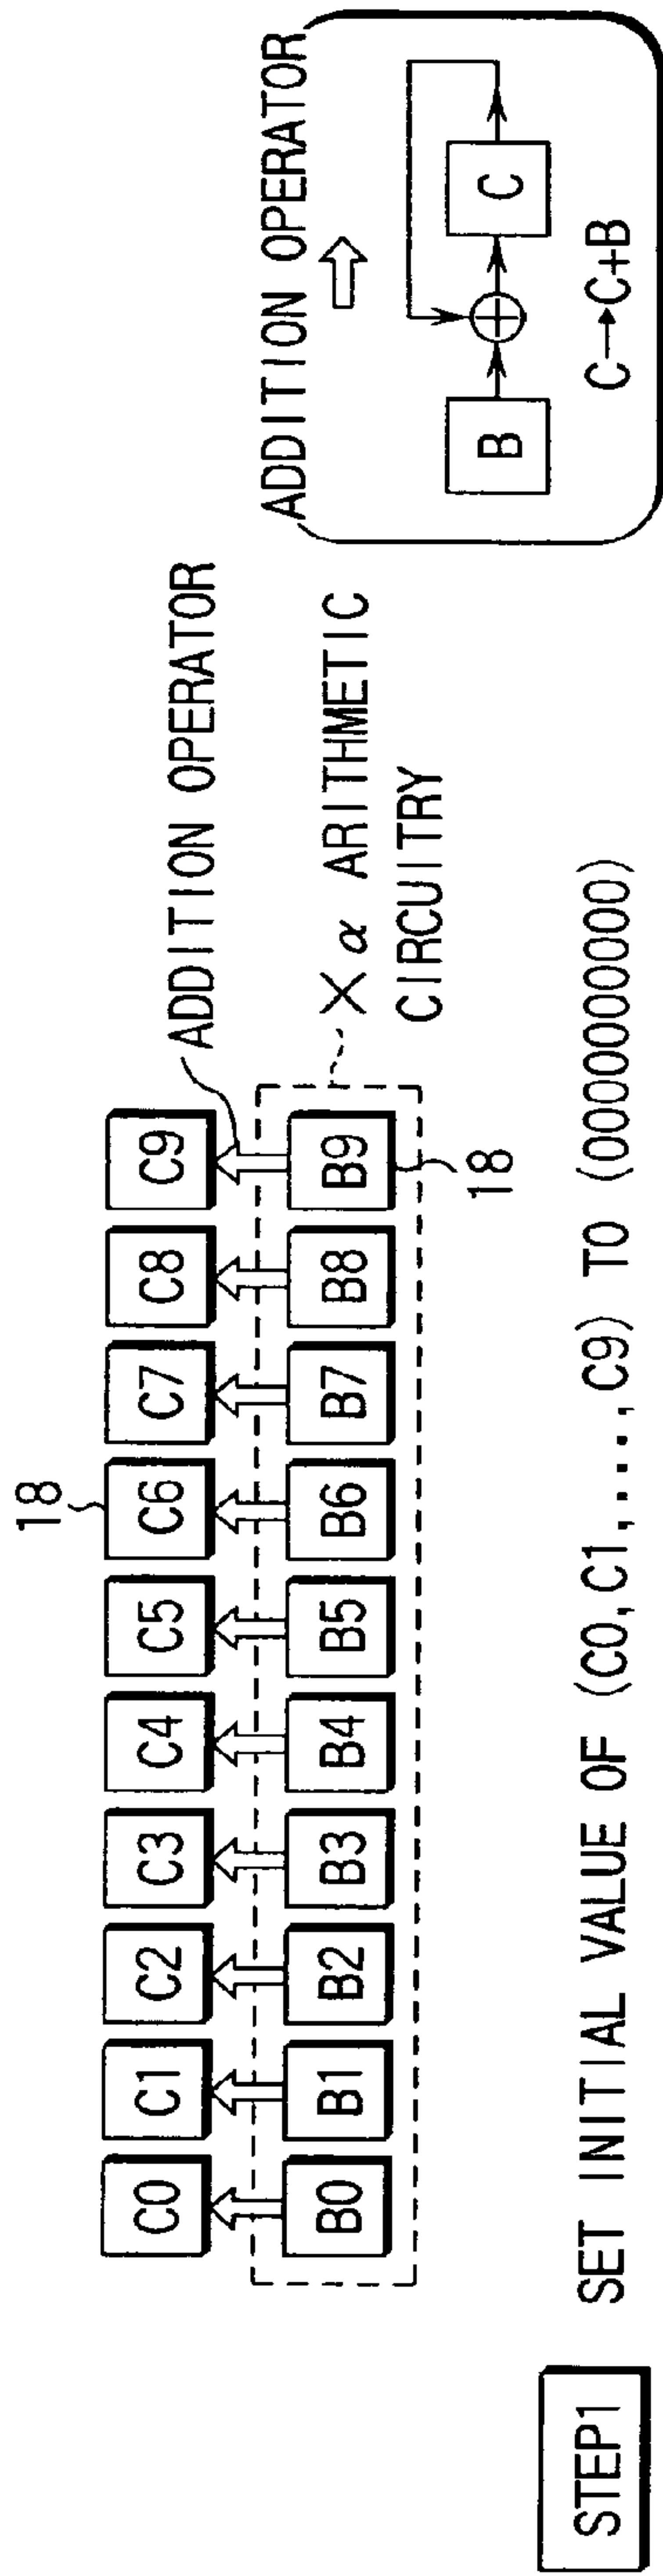 18
C0 C1 C2 C3 C4 C5 C6 C7 C8 C9
ADDITION OPERATOR
B0 B1 B2 B3 B4 B5 B6 B7 B8 B9
× α ARITHMETIC
CIRCUITRY
18
ADDITION OPERATOR
B C
C→C+B
STEP1 SET INITIAL VALUE OF (C0,C1,....,C9) TO (0000000000)